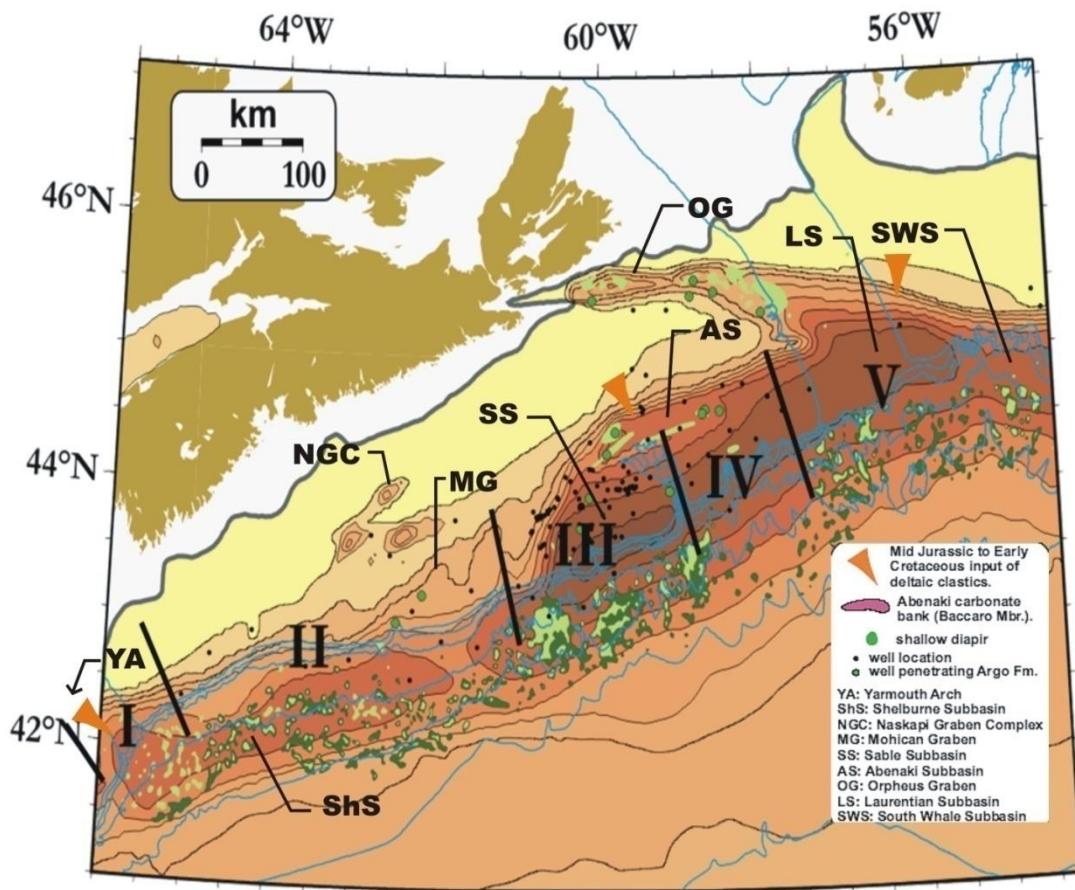 64°W
60°W
56°W
km
0 100
46°N
OG
LS
SWS
AS
SS
V
44°N
NGC
MG
IV
III
II
YA
I
42°N
ShS
Mid Jurassic to Early
Cretaceous input of
deltaic clastics.
Abenaki carbonate
bank (Baccaro Mbr.).
shallow diapir
well location
well penetrating Argo Fm.
YA: Yarmouth Arch
ShS: Shelburne Subbasin
NGC: Naskapi Graben Complex
MG: Mohican Graben
SS: Sable Subbasin
AS: Abenaki Subbasin
OG: Orpheus Graben
LS: Laurentian Subbasin
SWS: South Whale Subbasin